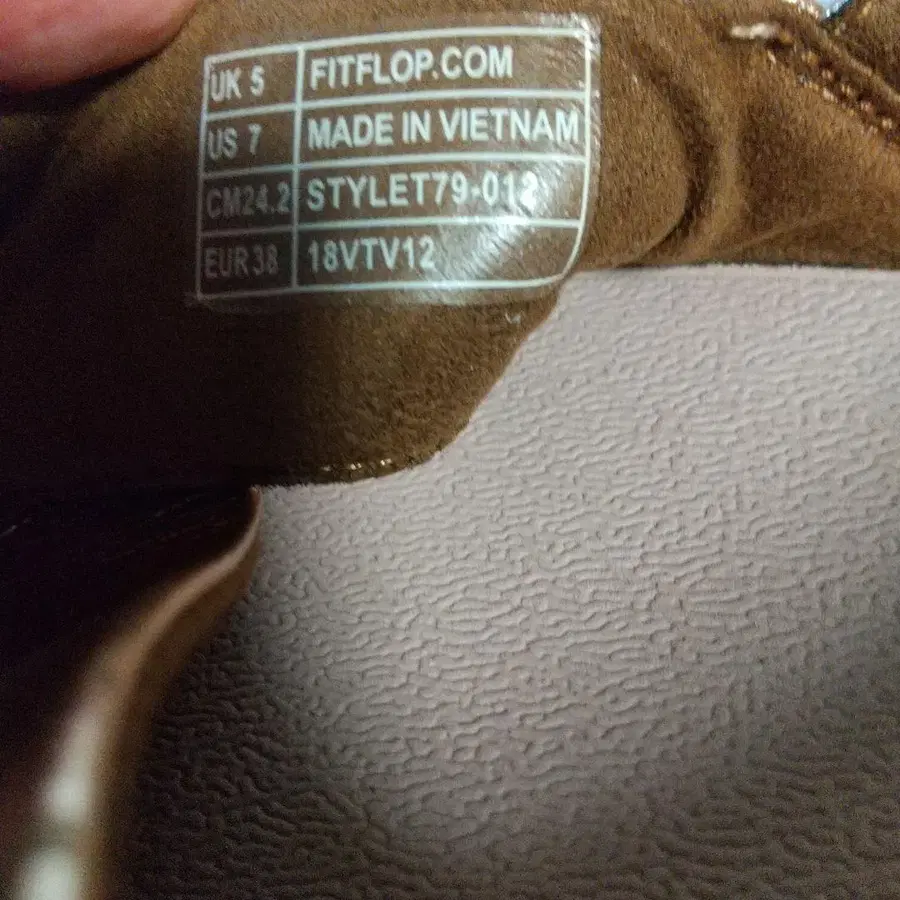 UK 5 FITFLOP.COM
US 7 MADE IN VIETNAM
CM24.2 STYLET79-012
EUR38 18VTV12